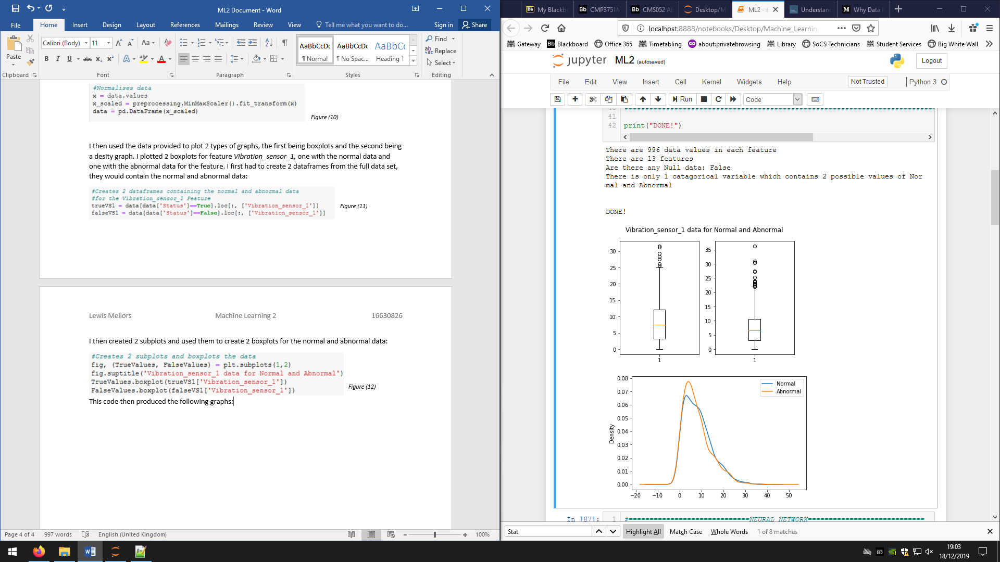 ML2 Document - Word
File Home Insert Design Layout References Mailings Review View Tell me what you want to do... Sign in Share
Paste
Calibri (Body) 11
AaBbCcDc AaBbCcDc AaBbCc
¶ Normal ¶ No Spac... Heading 1
Find
Replace
Select
Clipboard Font Paragraph Styles Editing
#Normalises data
x = data.values
x_scaled = preprocessing.MinMaxScaler().fit_transform(x)
data = pd.DataFrame(x_scaled)
Figure (10)
I then used the data provided to plot 2 types of graphs, the first being boxplots and the second being
a desity graph. I plotted 2 boxplots for feature Vibration_sensor_1, one with the normal data and
one with the abnormal data for the feature. I first had to create 2 dataframes from the full data set,
they would contain the normal and abnormal data:
#Creates 2 dataframes containing the normal and abnormal data
#for the Vibration_sensor_1 Feature
trueVS1 = data[data['Status']==True].loc[:, ['Vibration_sensor_1']]
falseVS1 = data[data['Status']==False].loc[:, ['Vibration_sensor_1']]
Figure (11)
Lewis Mellors Machine Learning 2 16630826
I then created 2 subplots and used them to create 2 boxplots for the normal and abnormal data:
#Creates 2 subplots and boxplots the data
fig, (TrueValues, FalseValues) = plt.subplots(1,2)
fig.suptitle('Vibration_sensor_1 data for Normal and Abnormal')
TrueValues.boxplot(trueVS1['Vibration_sensor_1'])
FalseValues.boxplot(falseVS1['Vibration_sensor_1'])
Figure (12)
This code then produced the following graphs:
Page 4 of 4 997 words English (United Kingdom) 100%
My Blackb CMP3751M CMS052 A Desktop/M ML2 - J Understan Why Data
localhost:8888/notebooks/Desktop/Machine_Learnin
Gateway Blackboard Office 365 Timetabling about:privatebrowsing Library SoCS Technicians Student Services Big White Wall
jupyter ML2 (autosaved) Logout
File Edit View Insert Cell Kernel Widgets Help Not Trusted Python 3
Run Code
41
42 print("DONE!")
There are 996 data values in each feature
There are 13 features
Are there any Null data: False
There is only 1 catagorical variable which contains 2 possible values of Nor
mal and Abnormal
DONE!
Vibration_sensor_1 data for Normal and Abnormal
30
25
20
15
10
5
0
1
35
30
25
20
15
10
5
0
1
0.08
0.07
0.06
0.05
0.04
0.03
0.02
0.01
0.00
Density
Normal
Abnormal
−20 −10 0 10 20 30 40 50
In [87]: 1 #=============================NEURAL NETWORK============================
Stat Highlight All Match Case Whole Words 1 of 8 matches
19:03
18/12/2019